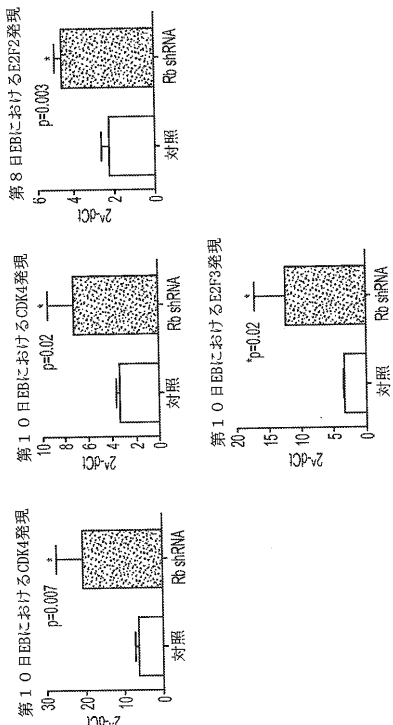 第１０日EBにおけるCDK4発現
p=0.007
*
30
20
10
0
2^-dCt
対照
Rb shRNA
第１０日EBにおけるCDK4発現
p=0.02
*
10
8
6
4
2
0
2^-dCt
対照
Rb shRNA
第８日EBにおけるE2F2発現
p=0.003
*
6
4
2
0
2^-dCt
対照
Rb shRNA
第１０日EBにおけるE2F3発現
*p=0.02
*
20
15
10
5
0
2^-dCt
対照
Rb shRNA